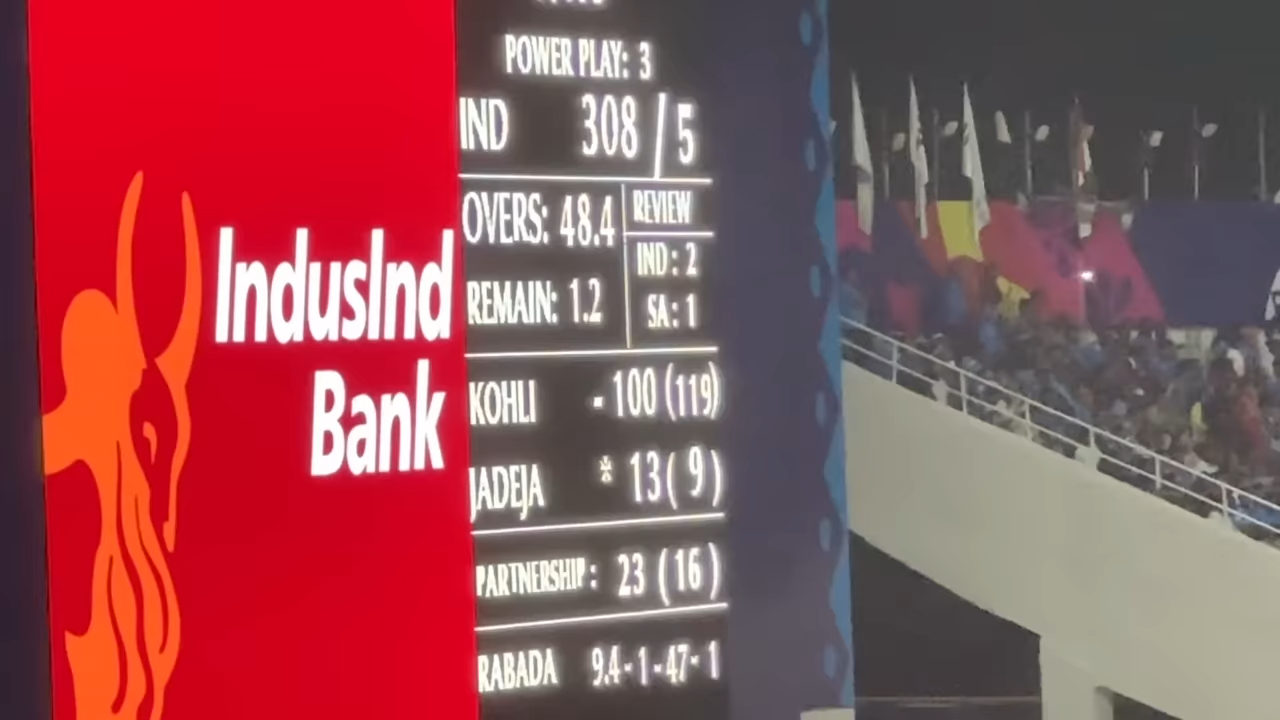 IndusInd
Bank
POWER PLAY: 3
IND 308 / 5
OVERS: 48.4
REMAIN: 1.2
REVIEW
IND: 2
SA: 1
KOHLI - 100 (119)
JADEJA * 13( 9 )
PARTNERSHIP: 23 (16 )
RABADA 9.4-1-47-1